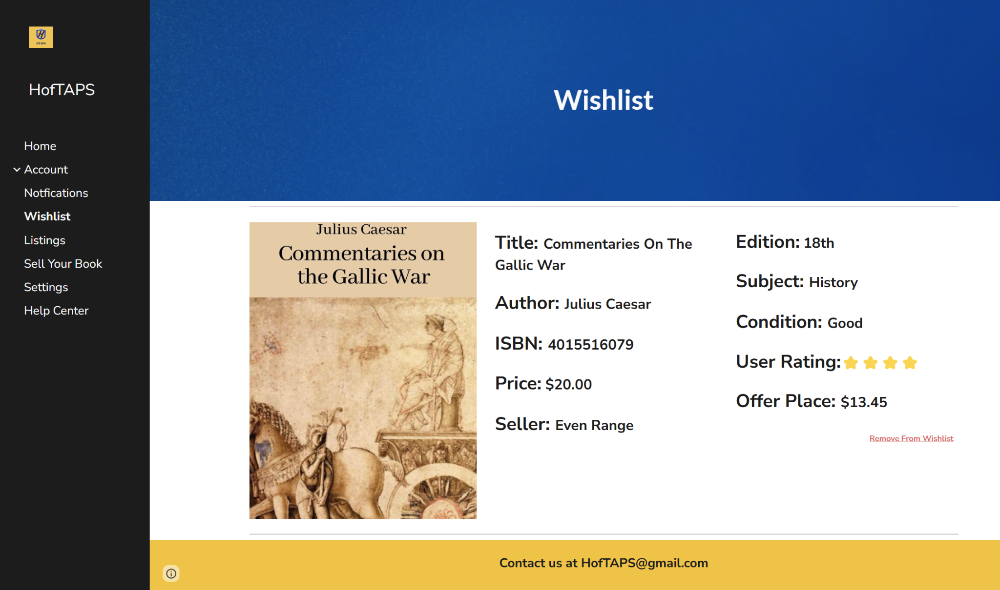 H
HTAPS
HofTAPS
Home
Account
Notfications
Wishlist
Listings
Sell Your Book
Settings
Help Center
Wishlist
Julius Caesar
Commentaries on
the Gallic War
Title: Commentaries On The
Gallic War
Author: Julius Caesar
ISBN: 4015516079
Price: $20.00
Seller: Even Range
Edition: 18th
Subject: History
Condition: Good
User Rating:
Offer Place: $13.45
Remove From Wishlist
Contact us at HofTAPS@gmail.com